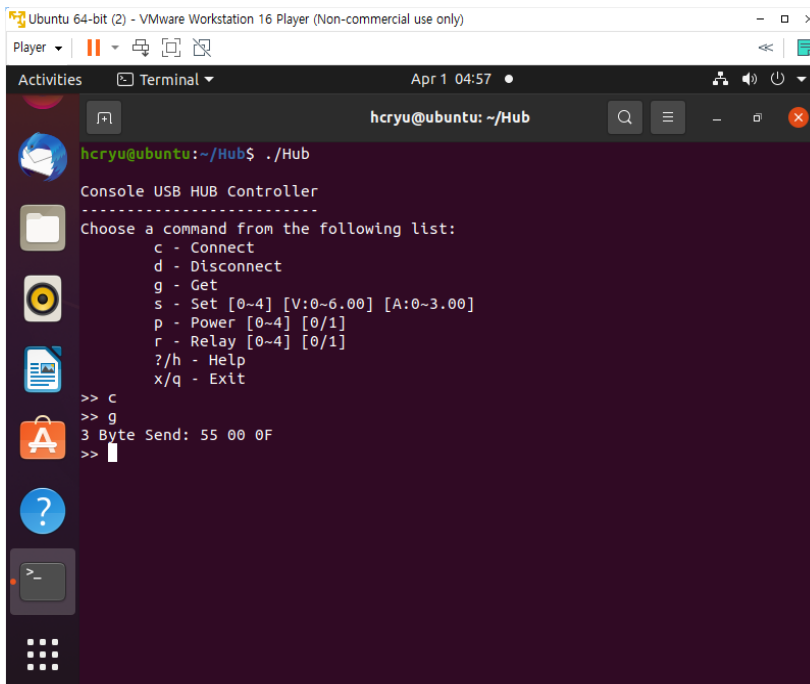 Ubuntu 64-bit (2) - VMware Workstation 16 Player (Non-commercial use only)
Player
Activities Terminal Apr 1 04:57
hcryu@ubuntu: ~/Hub
hcryu@ubuntu:~/Hub$ ./Hub
Console USB HUB Controller
--------------------------
Choose a command from the following list:
c - Connect
d - Disconnect
g - Get
s - Set [0~4] [V:0~6.00] [A:0~3.00]
p - Power [0~4] [0/1]
r - Relay [0~4] [0/1]
?/h - Help
x/q - Exit
>> c
>> g
3 Byte Send: 55 00 0F
>>